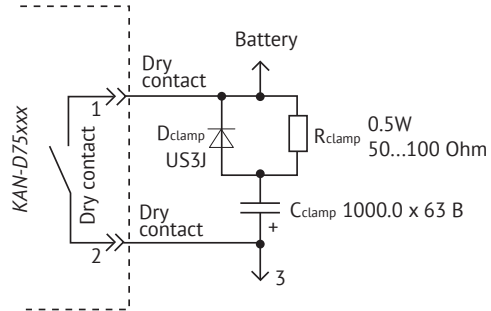 Battery
Dry
contact
1
KAN-D75xxx
Dry contact
Dclamp
US3J
Rclamp
0.5W
50...100 Ohm
Dry
contact
Cclamp 1000.0 x 63 B
+
2
3